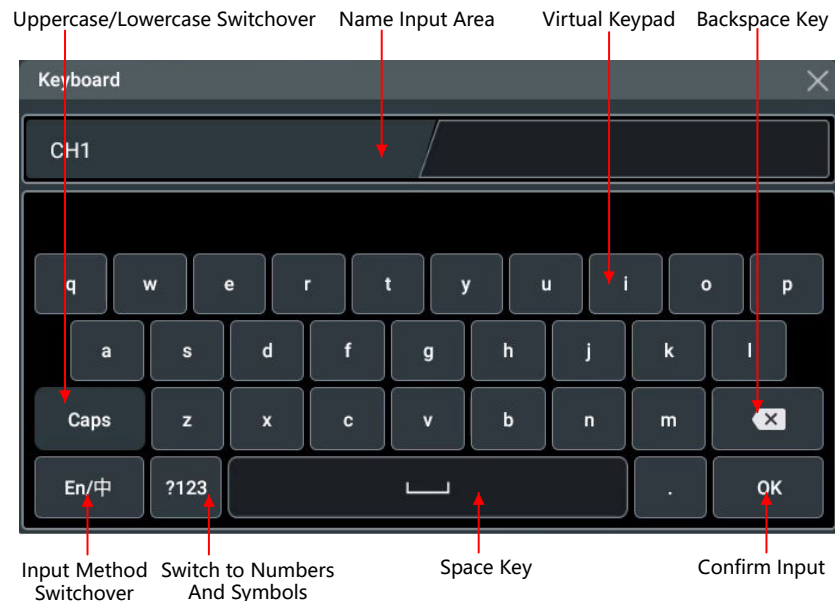 Uppercase/Lowercase Switchover Name Input Area Virtual Keypad Backspace Key
Keyboard
CH1
q w e r t y u i o p
a s d f g h j k l
Caps z x c v b n m
En/中 ?123 . OK
Input Method Switchover
Switch to Numbers And Symbols
Space Key
Confirm Input